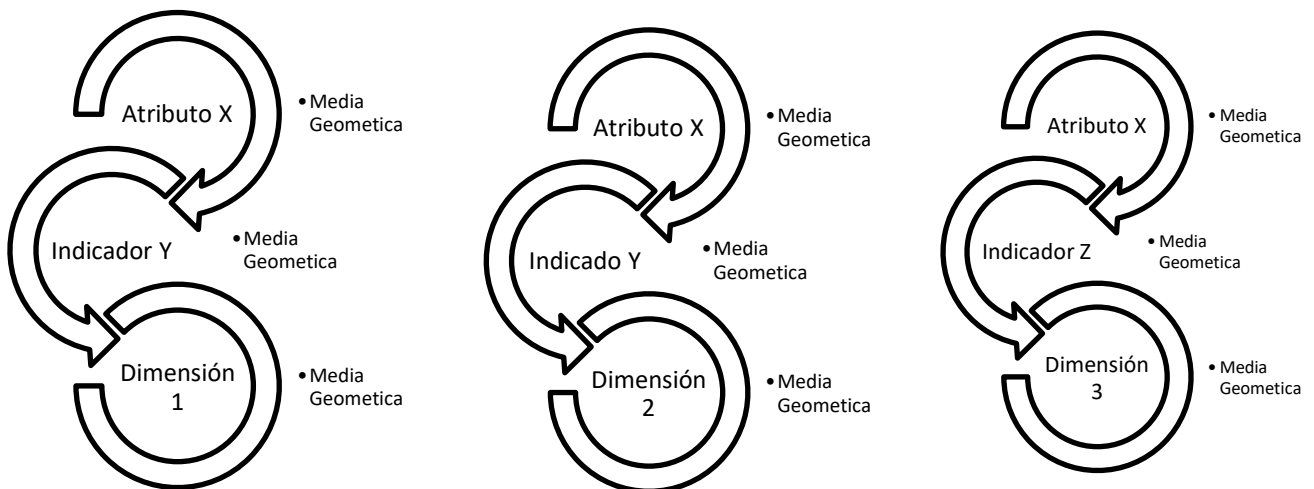 Atributo X
• Media
Geometica
Indicador Y
• Media
Geometica
Dimensión
1
• Media
Geometica
Atributo X
• Media
Geometica
Indicado Y
• Media
Geometica
Dimensión
2
• Media
Geometica
Atributo X
• Media
Geometica
Indicador Z
• Media
Geometica
Dimensión
3
• Media
Geometica